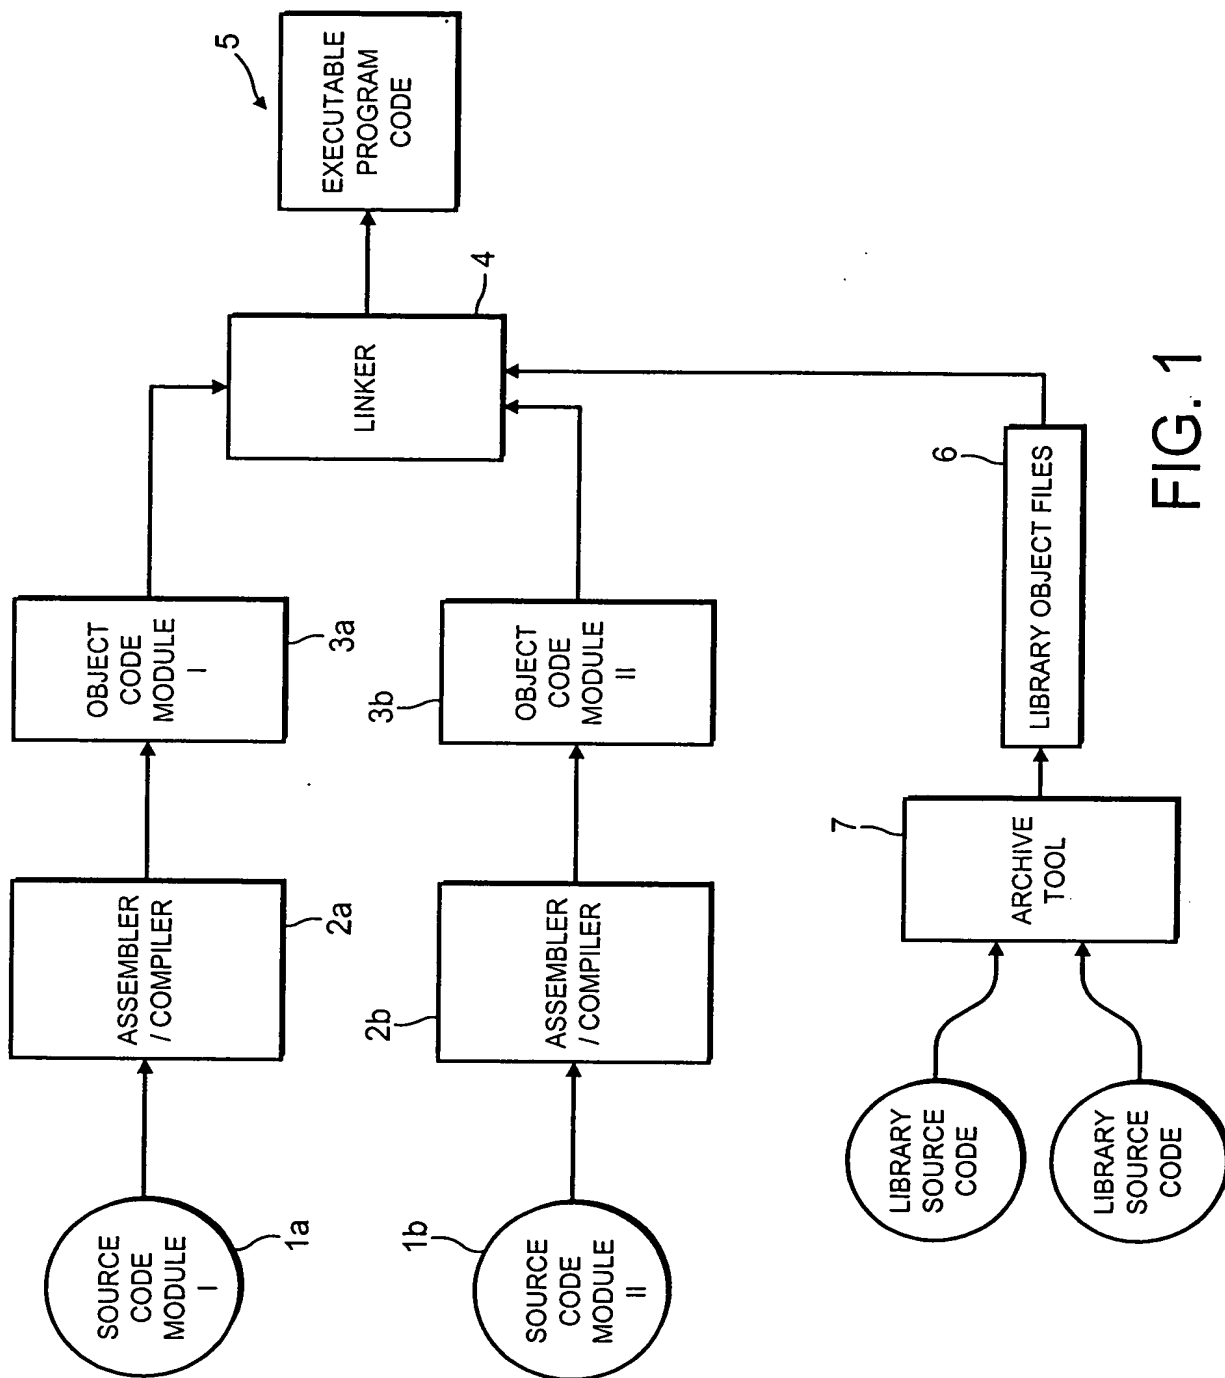 SOURCE
CODE
MODULE
I
1a
ASSEMBLER
/ COMPILER
2a
OBJECT
CODE
MODULE
I
3a
SOURCE
CODE
MODULE
II
1b
ASSEMBLER
/ COMPILER
2b
OBJECT
CODE
MODULE
II
3b
LINKER
4
EXECUTABLE
PROGRAM
CODE
5
LIBRARY
SOURCE
CODE
LIBRARY
SOURCE
CODE
ARCHIVE
TOOL
7
LIBRARY OBJECT FILES
6
FIG. 1